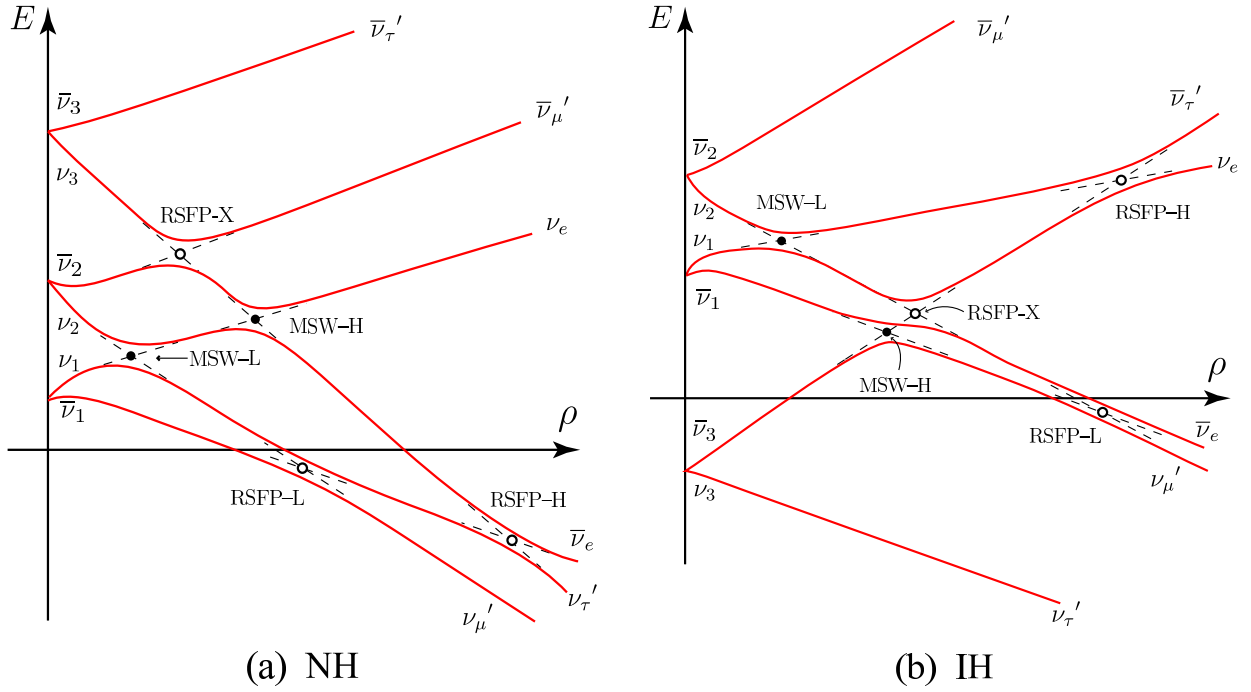 E
ν̅τ′
ν̅3
ν̅μ′
ν3
RSFP-X
νe
ν̅2
MSW–H
ν2
MSW–L
ν1
ν̅1
ρ
RSFP–L
RSFP-H
ν̅e
ντ′
νμ′
(a) NH
E
ν̅μ′
ν̅τ′
ν̅2
νe
ν2
MSW-L
RSFP-H
ν1
ν̅1
RSFP-X
MSW-H
ρ
ν̅3
RSFP-L
ν̅e
νμ′
ν3
ντ′
(b) IH